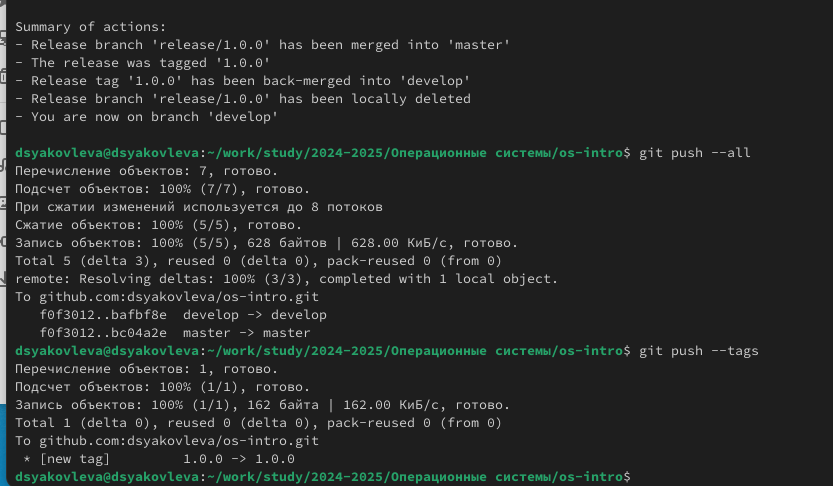 Summary of actions:
- Release branch 'release/1.0.0' has been merged into 'master'
- The release was tagged '1.0.0'
- Release tag '1.0.0' has been back-merged into 'develop'
- Release branch 'release/1.0.0' has been locally deleted
- You are now on branch 'develop'
dsyakovleva@dsyakovleva:~/work/study/2024-2025/Операционные системы/os-intro$ git push --all
Перечисление объектов: 7, готово.
Подсчет объектов: 100% (7/7), готово.
При сжатии изменений используется до 8 потоков
Сжатие объектов: 100% (5/5), готово.
Запись объектов: 100% (5/5), 628 байтов | 628.00 КиБ/с, готово.
Total 5 (delta 3), reused 0 (delta 0), pack-reused 0 (from 0)
remote: Resolving deltas: 100% (3/3), completed with 1 local object.
To github.com:dsyakovleva/os-intro.git
   f0f3012..bafbf8e  develop -> develop
   f0f3012..bc04a2e  master -> master
dsyakovleva@dsyakovleva:~/work/study/2024-2025/Операционные системы/os-intro$ git push --tags
Перечисление объектов: 1, готово.
Подсчет объектов: 100% (1/1), готово.
Запись объектов: 100% (1/1), 162 байта | 162.00 КиБ/с, готово.
Total 1 (delta 0), reused 0 (delta 0), pack-reused 0 (from 0)
To github.com:dsyakovleva/os-intro.git
 * [new tag]         1.0.0 -> 1.0.0
dsyakovleva@dsyakovleva:~/work/study/2024-2025/Операционные системы/os-intro$